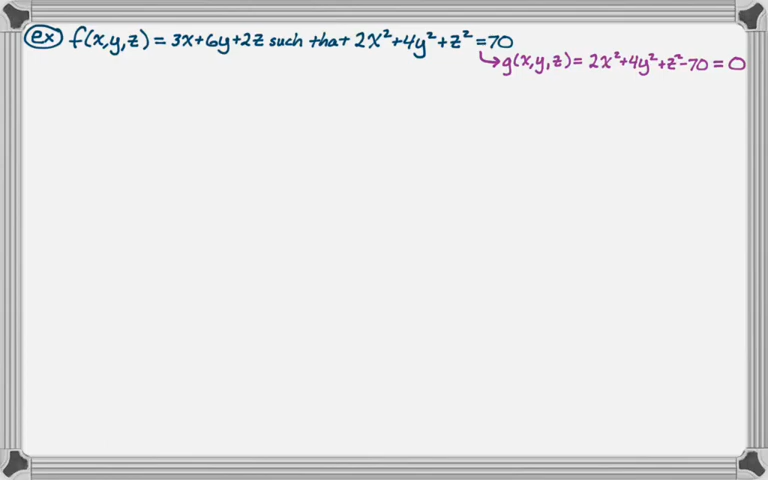 ex f(x,y,z) = 3x+6y+2z such that 2x²+4y²+z² =70
↳g(x,y,z)= 2x²+4y²+z²-70 = 0